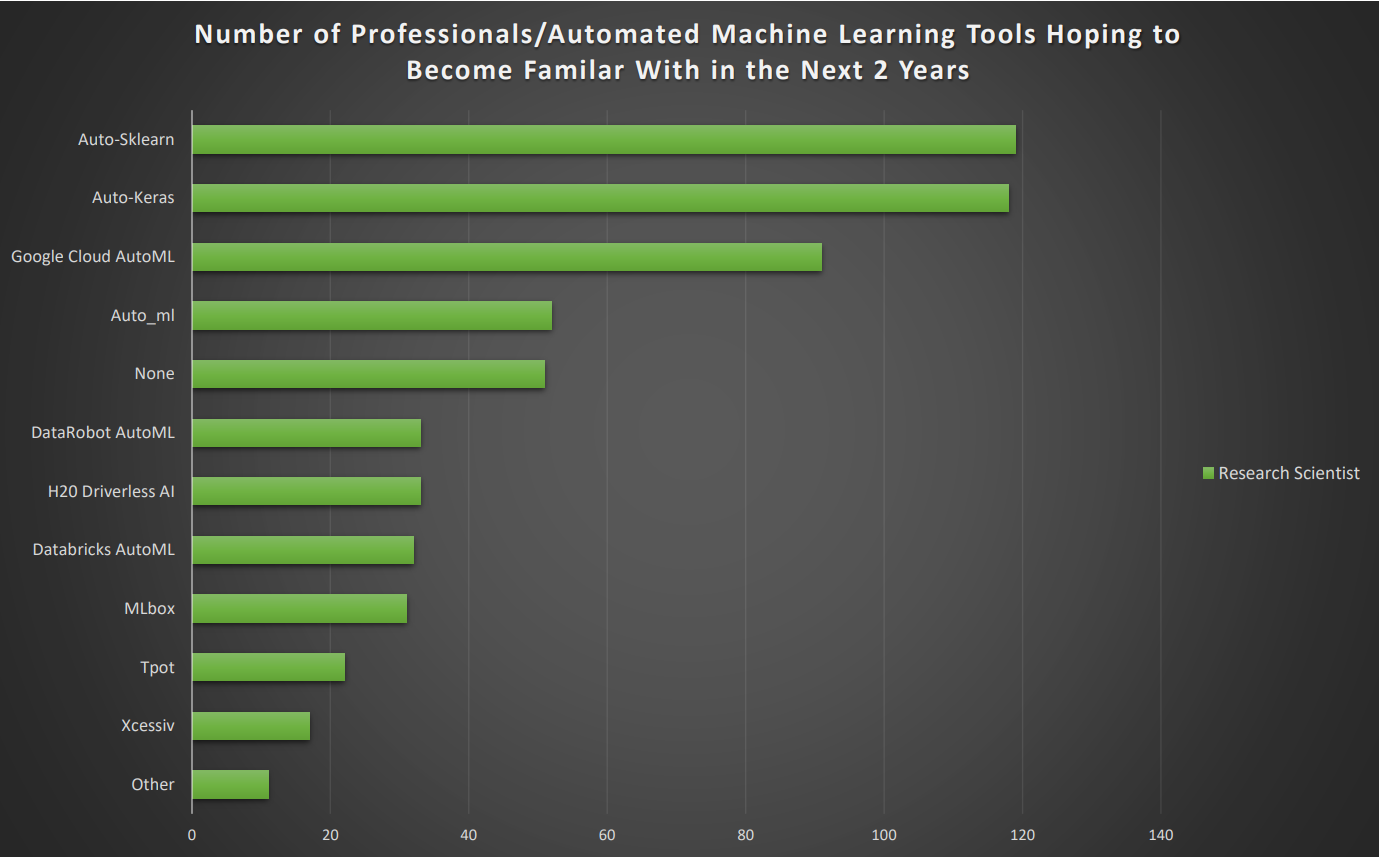 Number of Professionals/Automated Machine Learning Tools Hoping to
Become Familar With in the Next 2 Years
Auto-Sklearn
Auto-Keras
Google Cloud AutoML
Auto_ml
None
DataRobot AutoML
H20 Driverless AI
Databricks AutoML
MLbox
Tpot
Xcessiv
Other
0 20 40 60 80 100 120 140
Research Scientist